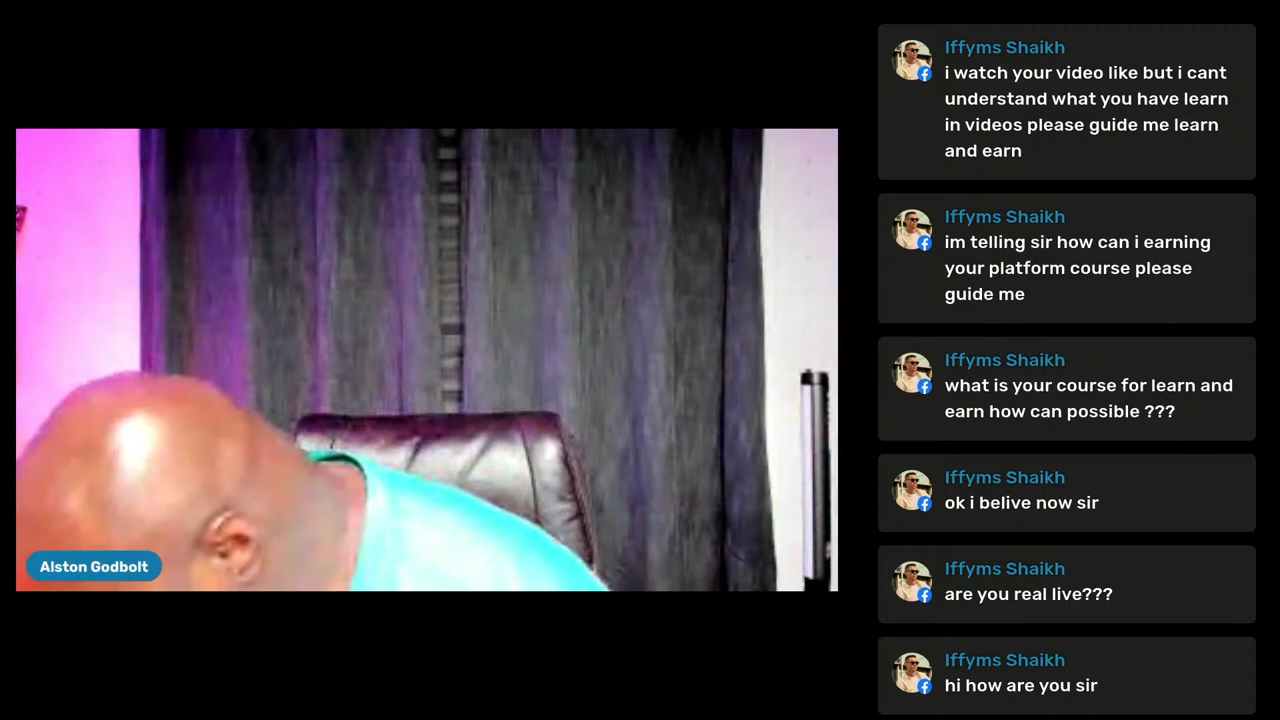 Iffyms Shaikh
i watch your video like but i cant
understand what you have learn
in videos please guide me learn
and earn
Iffyms Shaikh
im telling sir how can i earning
your platform course please
guide me
Iffyms Shaikh
what is your course for learn and
earn how can possible ???
Iffyms Shaikh
ok i belive now sir
Iffyms Shaikh
are you real live???
Iffyms Shaikh
hi how are you sir
Alston Godbolt